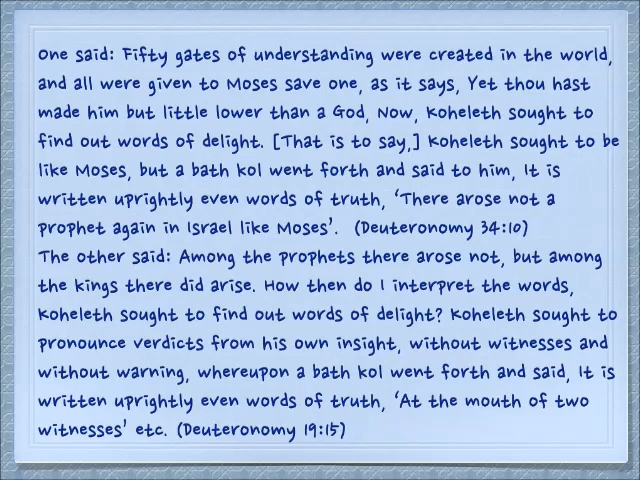 One said: Fifty gates of understanding were created in the world,
and all were given to Moses save one, as it says, Yet thou hast
made him but little lower than a God, Now, Koheleth sought to
find out words of delight. [That is to say,] Koheleth sought to be
like Moses, but a bath kol went forth and said to him, It is
written uprightly even words of truth, ‘There arose not a
prophet again in Israel like Moses’. (Deuteronomy 34:10)
The other said: Among the prophets there arose not, but among
the kings there did arise. How then do I interpret the words,
Koheleth sought to find out words of delight? Koheleth sought to
pronounce verdicts from his own insight, without witnesses and
without warning, whereupon a bath kol went forth and said, It is
written uprightly even words of truth, ‘At the mouth of two
witnesses’ etc. (Deuteronomy 19:15)